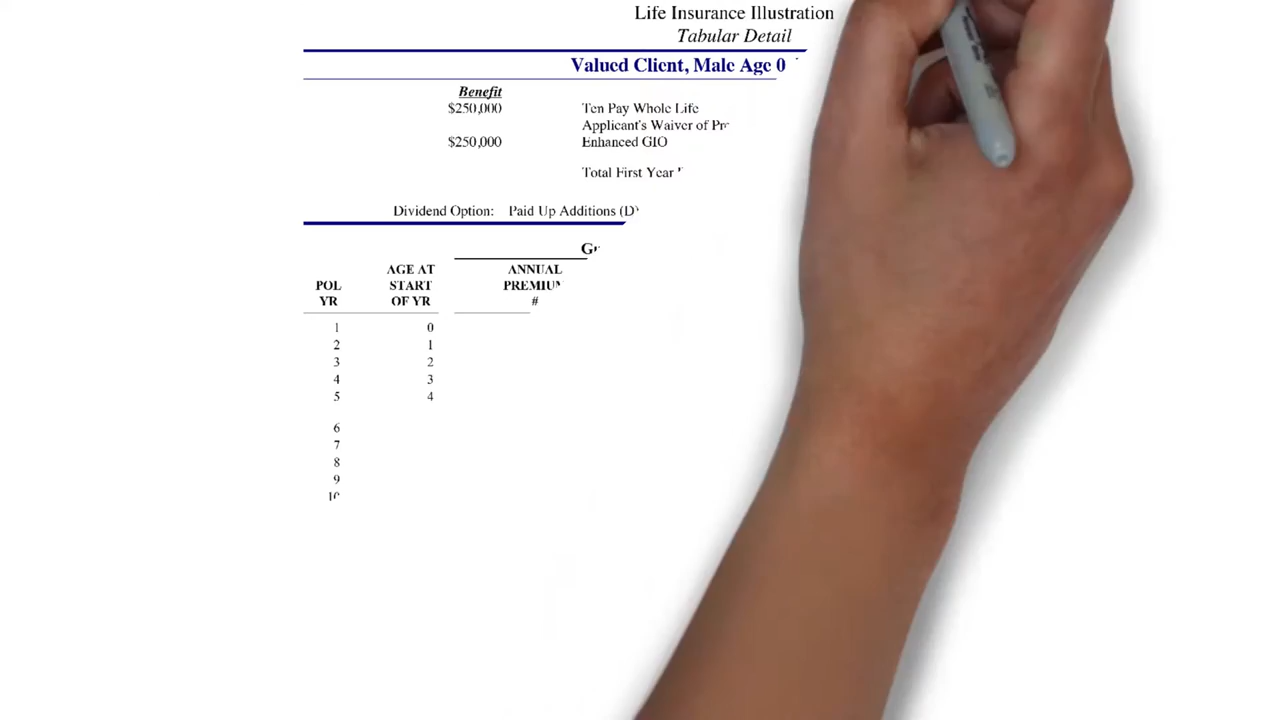 Life Insurance Illustration
Tabular Detail
Valued Client, Male Age 0
Benefit
$250,000 Ten Pay Whole Life
Applicant's Waiver of
$250,000 Enhanced GIO
Total First Year
Dividend Option: Paid Up Additions
AGE AT ANNUAL
POL START
YR OF YR #
1 0
2 1
3 2
4 3
5 4
6
7
8
9